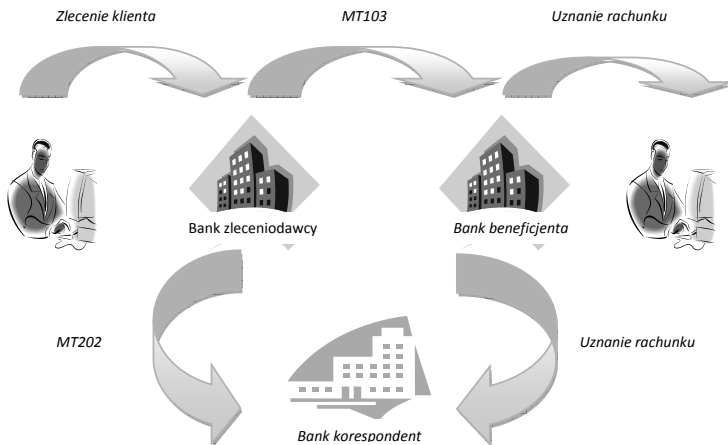 Zlecenie klienta
MT103
Uznanie rachunku
Bank zleceniodawcy
Bank beneficjenta
MT202
Uznanie rachunku
Bank korespondent